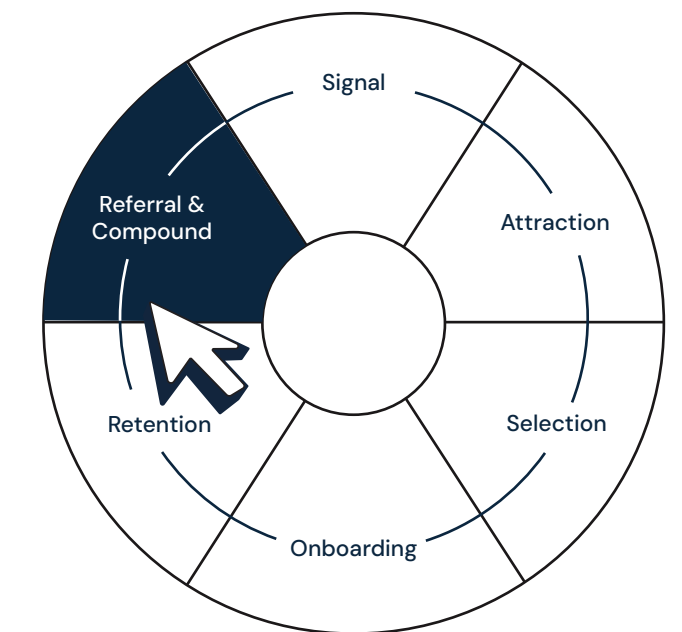 Signal
Attraction
Selection
Onboarding
Retention
Referral &
Compound